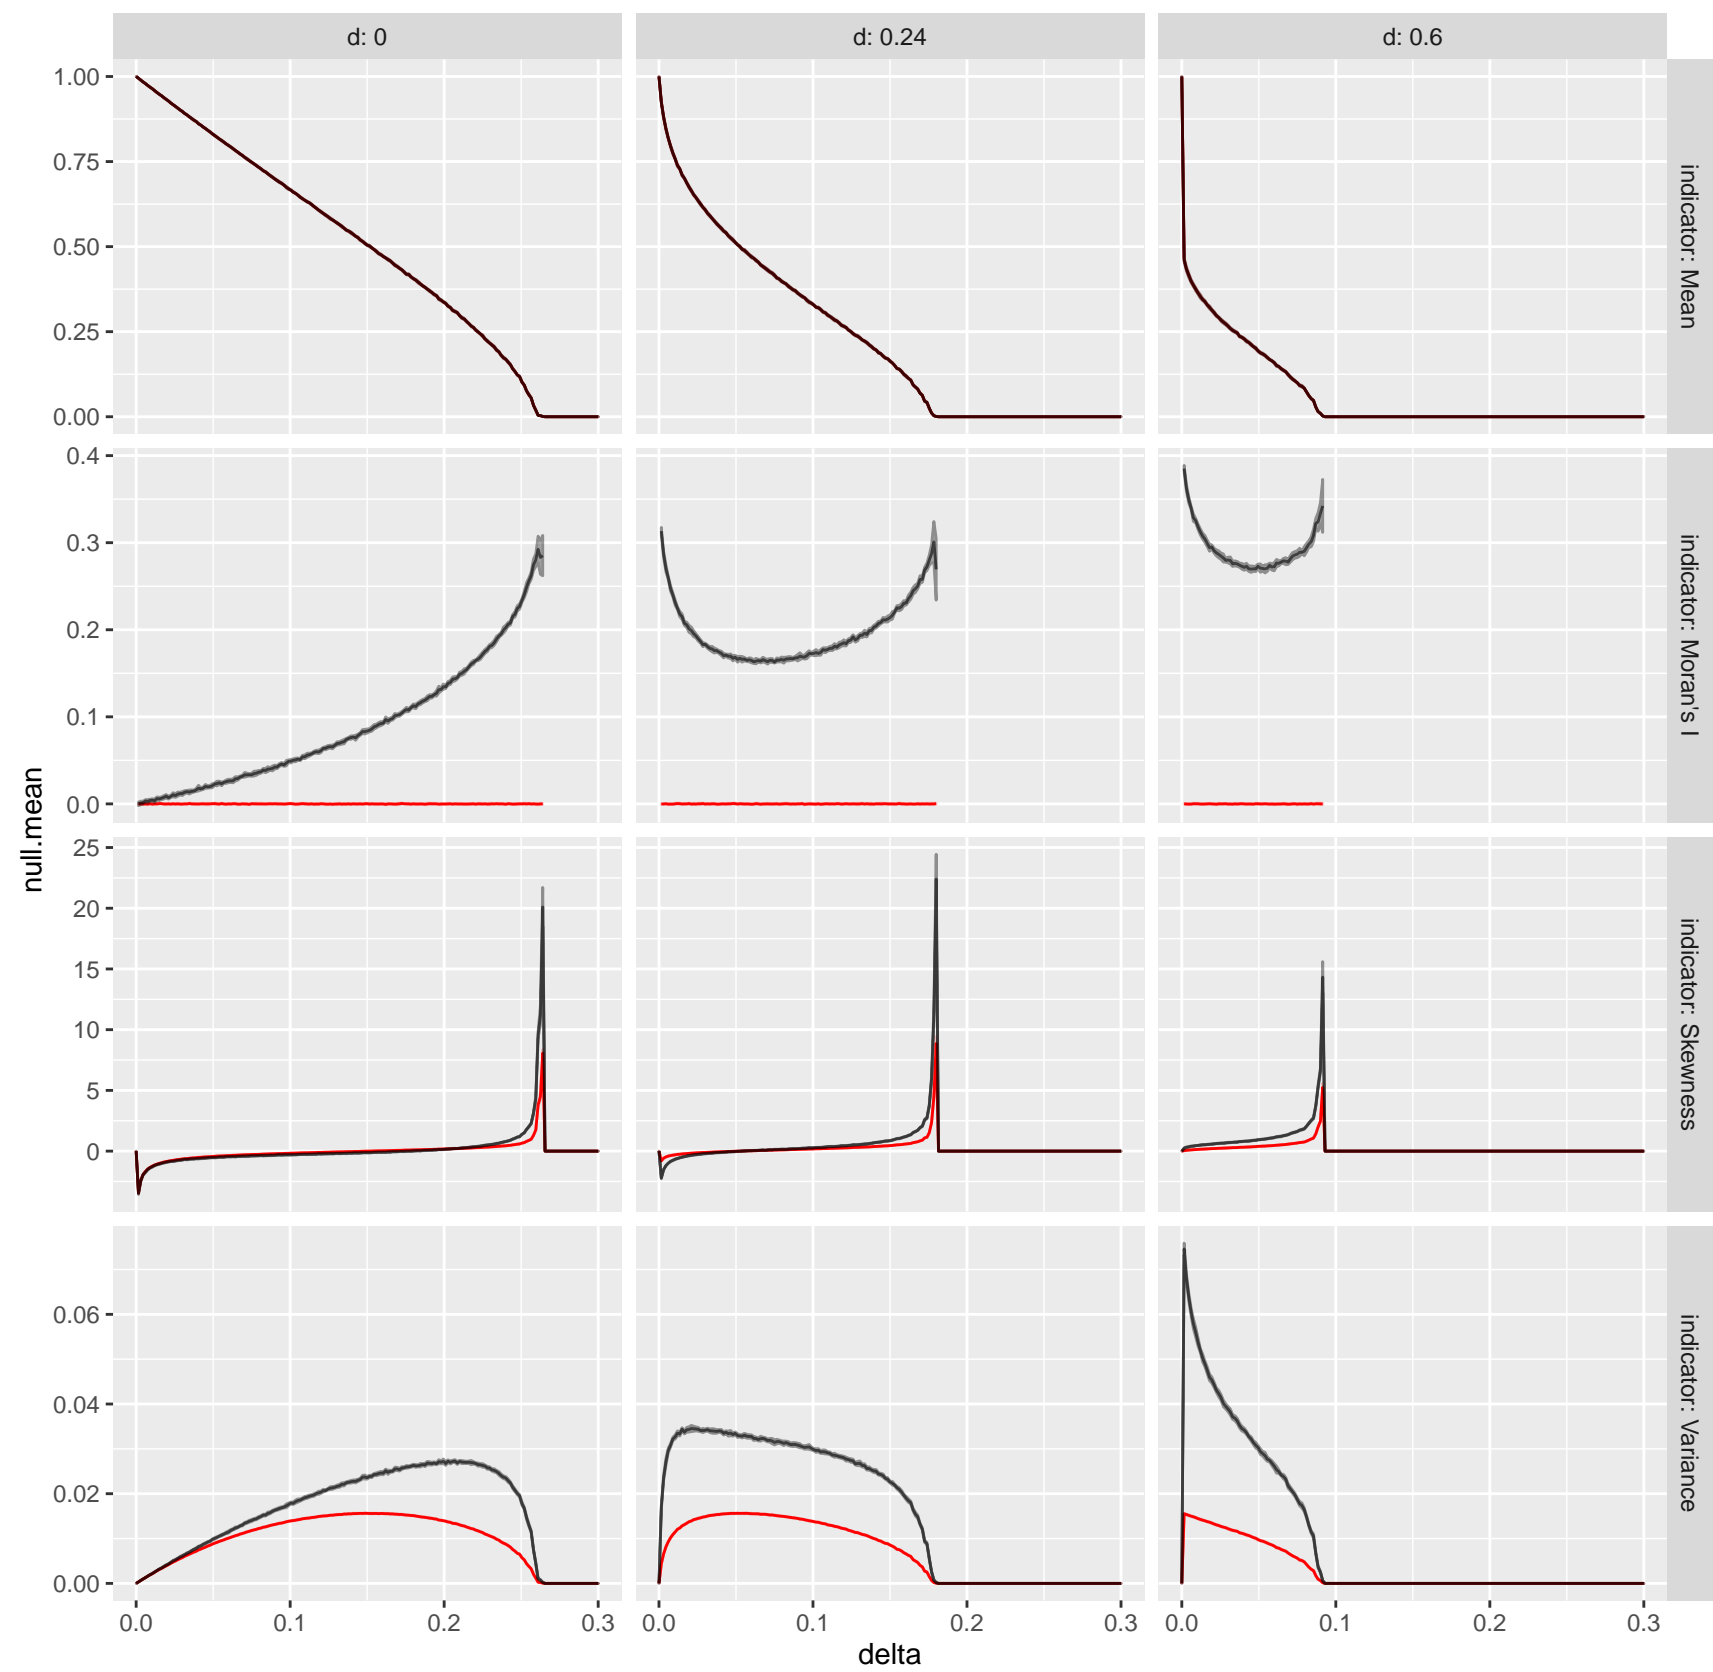 d: 0
d: 0.24
d: 0.6
1.00
0.75
0.50
0.25
0.00
indicator: Mean
0.4
0.3
0.2
0.1
0.0
indicator: Moran's I
25
20
15
10
5
0
indicator: Skewness
0.06
0.04
0.02
0.00
indicator: Variance
0.0 0.1 0.2 0.3
0.0 0.1 0.2 0.3
0.0 0.1 0.2 0.3
delta
null.mean